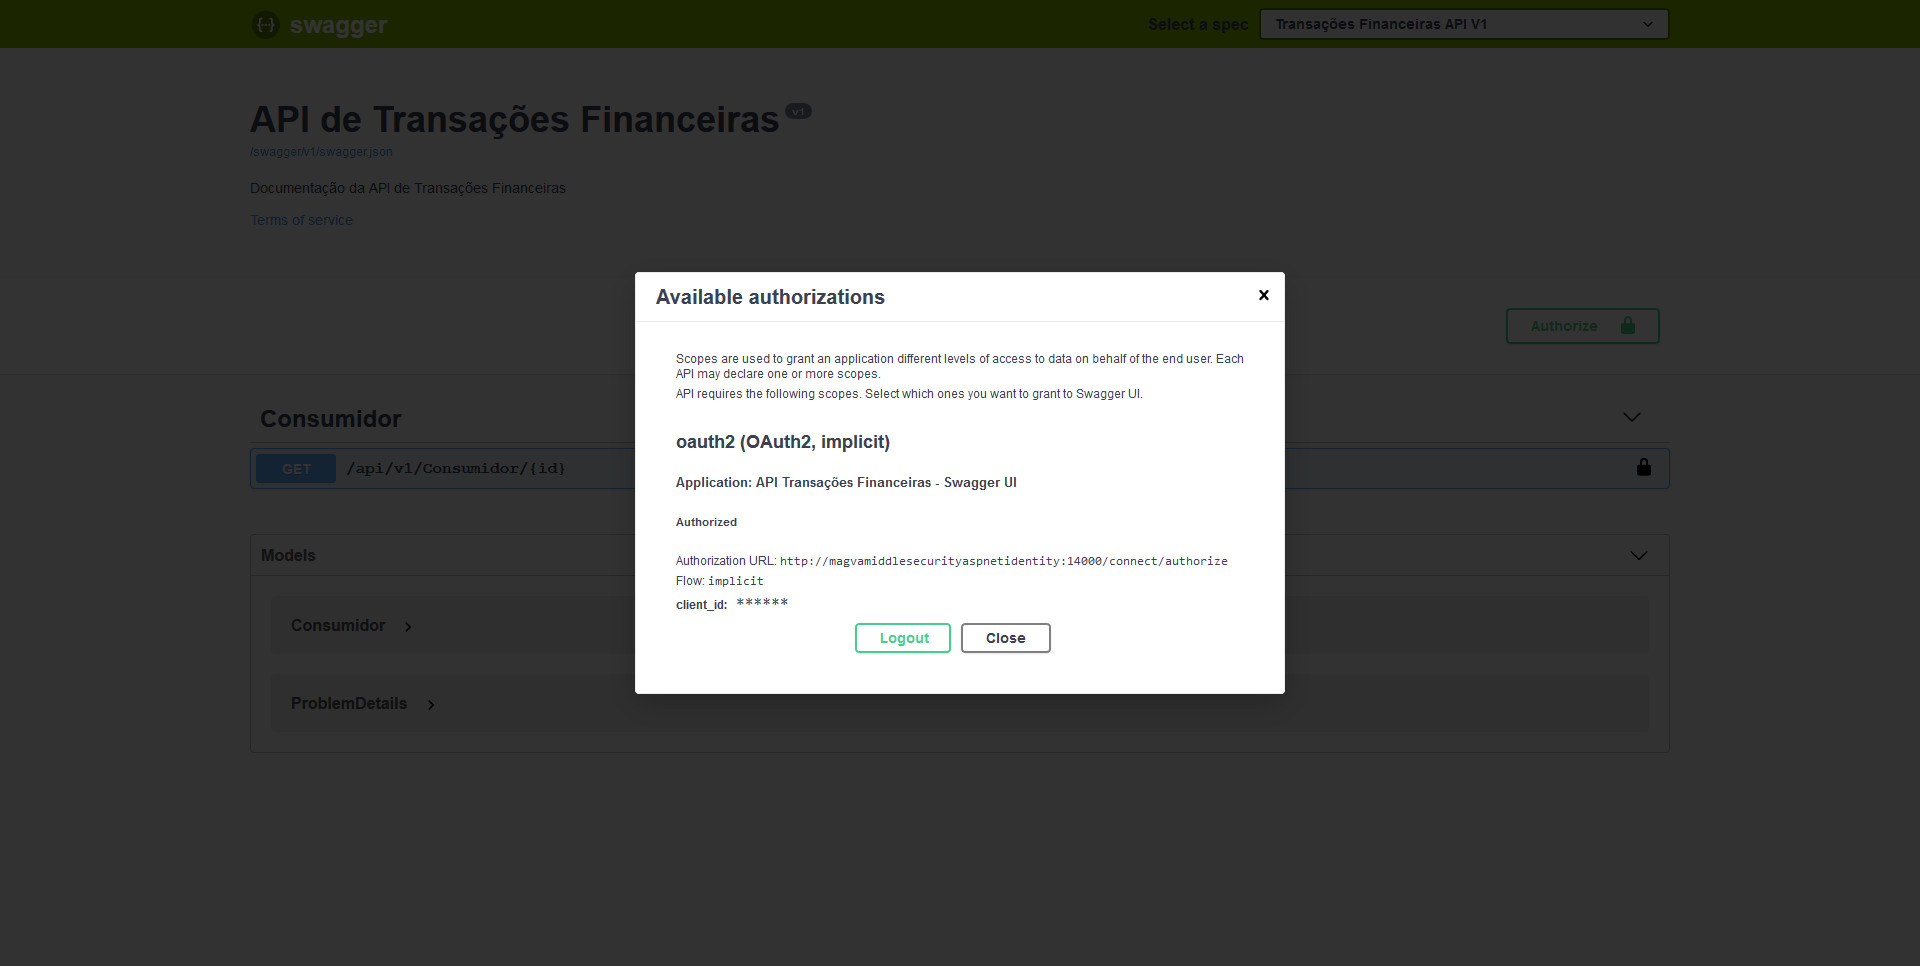 swagger
Select a spec
Transações Financeiras API V1
API de Transações Financeiras v1
/swagger/v1/swagger.json
Documentação da API de Transações Financeiras
Terms of service
Authorize
Available authorizations
Scopes are used to grant an application different levels of access to data on behalf of the end user. Each
API may declare one or more scopes.
API requires the following scopes. Select which ones you want to grant to Swagger UI.
oauth2 (OAuth2, implicit)
Application: API Transações Financeiras - Swagger UI
Authorized
Authorization URL: http://magvamiddlesecurityaspnetidentity:14000/connect/authorize
Flow: implicit
client_id: ******
Logout
Close
Consumidor
GET /api/v1/Consumidor/{id}
Models
Consumidor
ProblemDetails